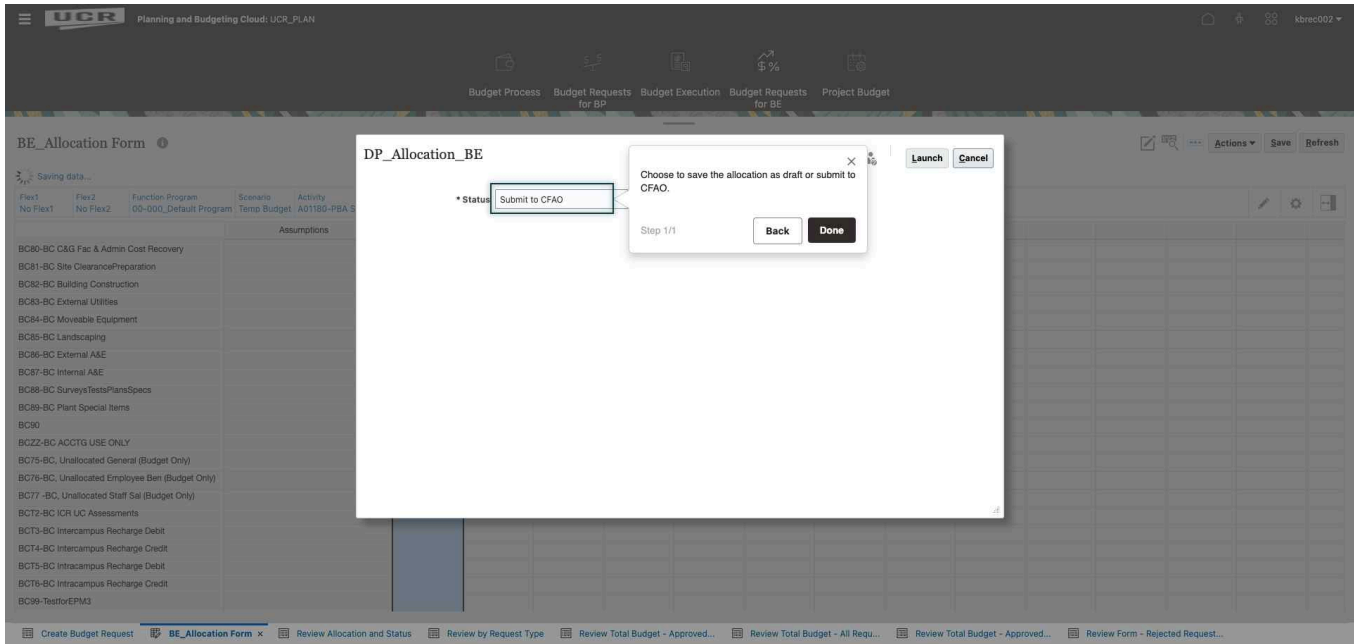 UCR Planning and Budgeting Cloud: UCR_PLAN kbrec002
Budget Process Budget Requests for BP Budget Execution Budget Requests for BE Project Budget
BE_Allocation Form
Actions Save Refresh
Saving data...
Flex1 Flex2 Function Program Scenario Activity
No Flex1 No Flex2 00-000_Default Program Temp Budget A01180-PBA S
Assumptions
DP_Allocation_BE
Launch Cancel
* Status Submit to CFAO
Choose to save the allocation as draft or submit to
CFAO.
Step 1/1 Back Done
BC80-BC C&G Fac & Admin Cost Recovery
BC81-BC Site ClearancePreparation
BC82-BC Building Construction
BC83-BC External Utilities
BC84-BC Moveable Equipment
BC85-BC Landscaping
BC86-BC External A&E
BC87-BC Internal A&E
BC88-BC SurveysTestsPlansSpecs
BC89-BC Plant Special Items
BC90
BCZZ-BC ACCTG USE ONLY
BC75-BC, Unallocated General (Budget Only)
BC76-BC, Unallocated Employee Ben (Budget Only)
BC77 -BC, Unallocated Staff Sal (Budget Only)
BCT2-BC ICR UC Assessments
BCT3-BC Intercampus Recharge Debit
BCT4-BC Intercampus Recharge Credit
BCT5-BC Intracampus Recharge Debit
BCT6-BC Intracampus Recharge Credit
BC99-TestforEPM3
Create Budget Request BE_Allocation Form × Review Allocation and Status Review by Request Type Review Total Budget - Approved... Review Total Budget - All Requ... Review Total Budget - Approved... Review Form - Rejected Request...